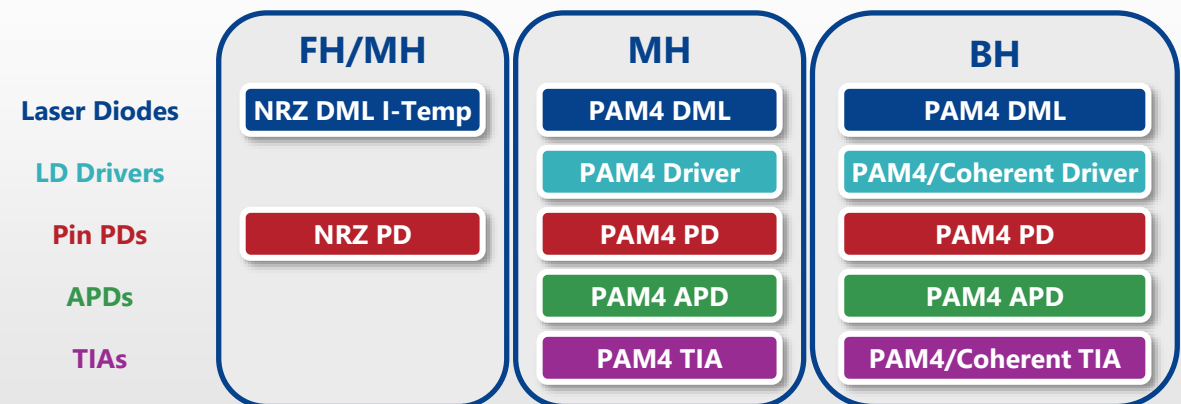 FH/MH
MH
BH
Laser Diodes
NRZ DML I-Temp
PAM4 DML
PAM4 DML
LD Drivers
PAM4 Driver
PAM4/Coherent Driver
Pin PDs
NRZ PD
PAM4 PD
PAM4 PD
APDs
PAM4 APD
PAM4 APD
TIAs
PAM4 TIA
PAM4/Coherent TIA